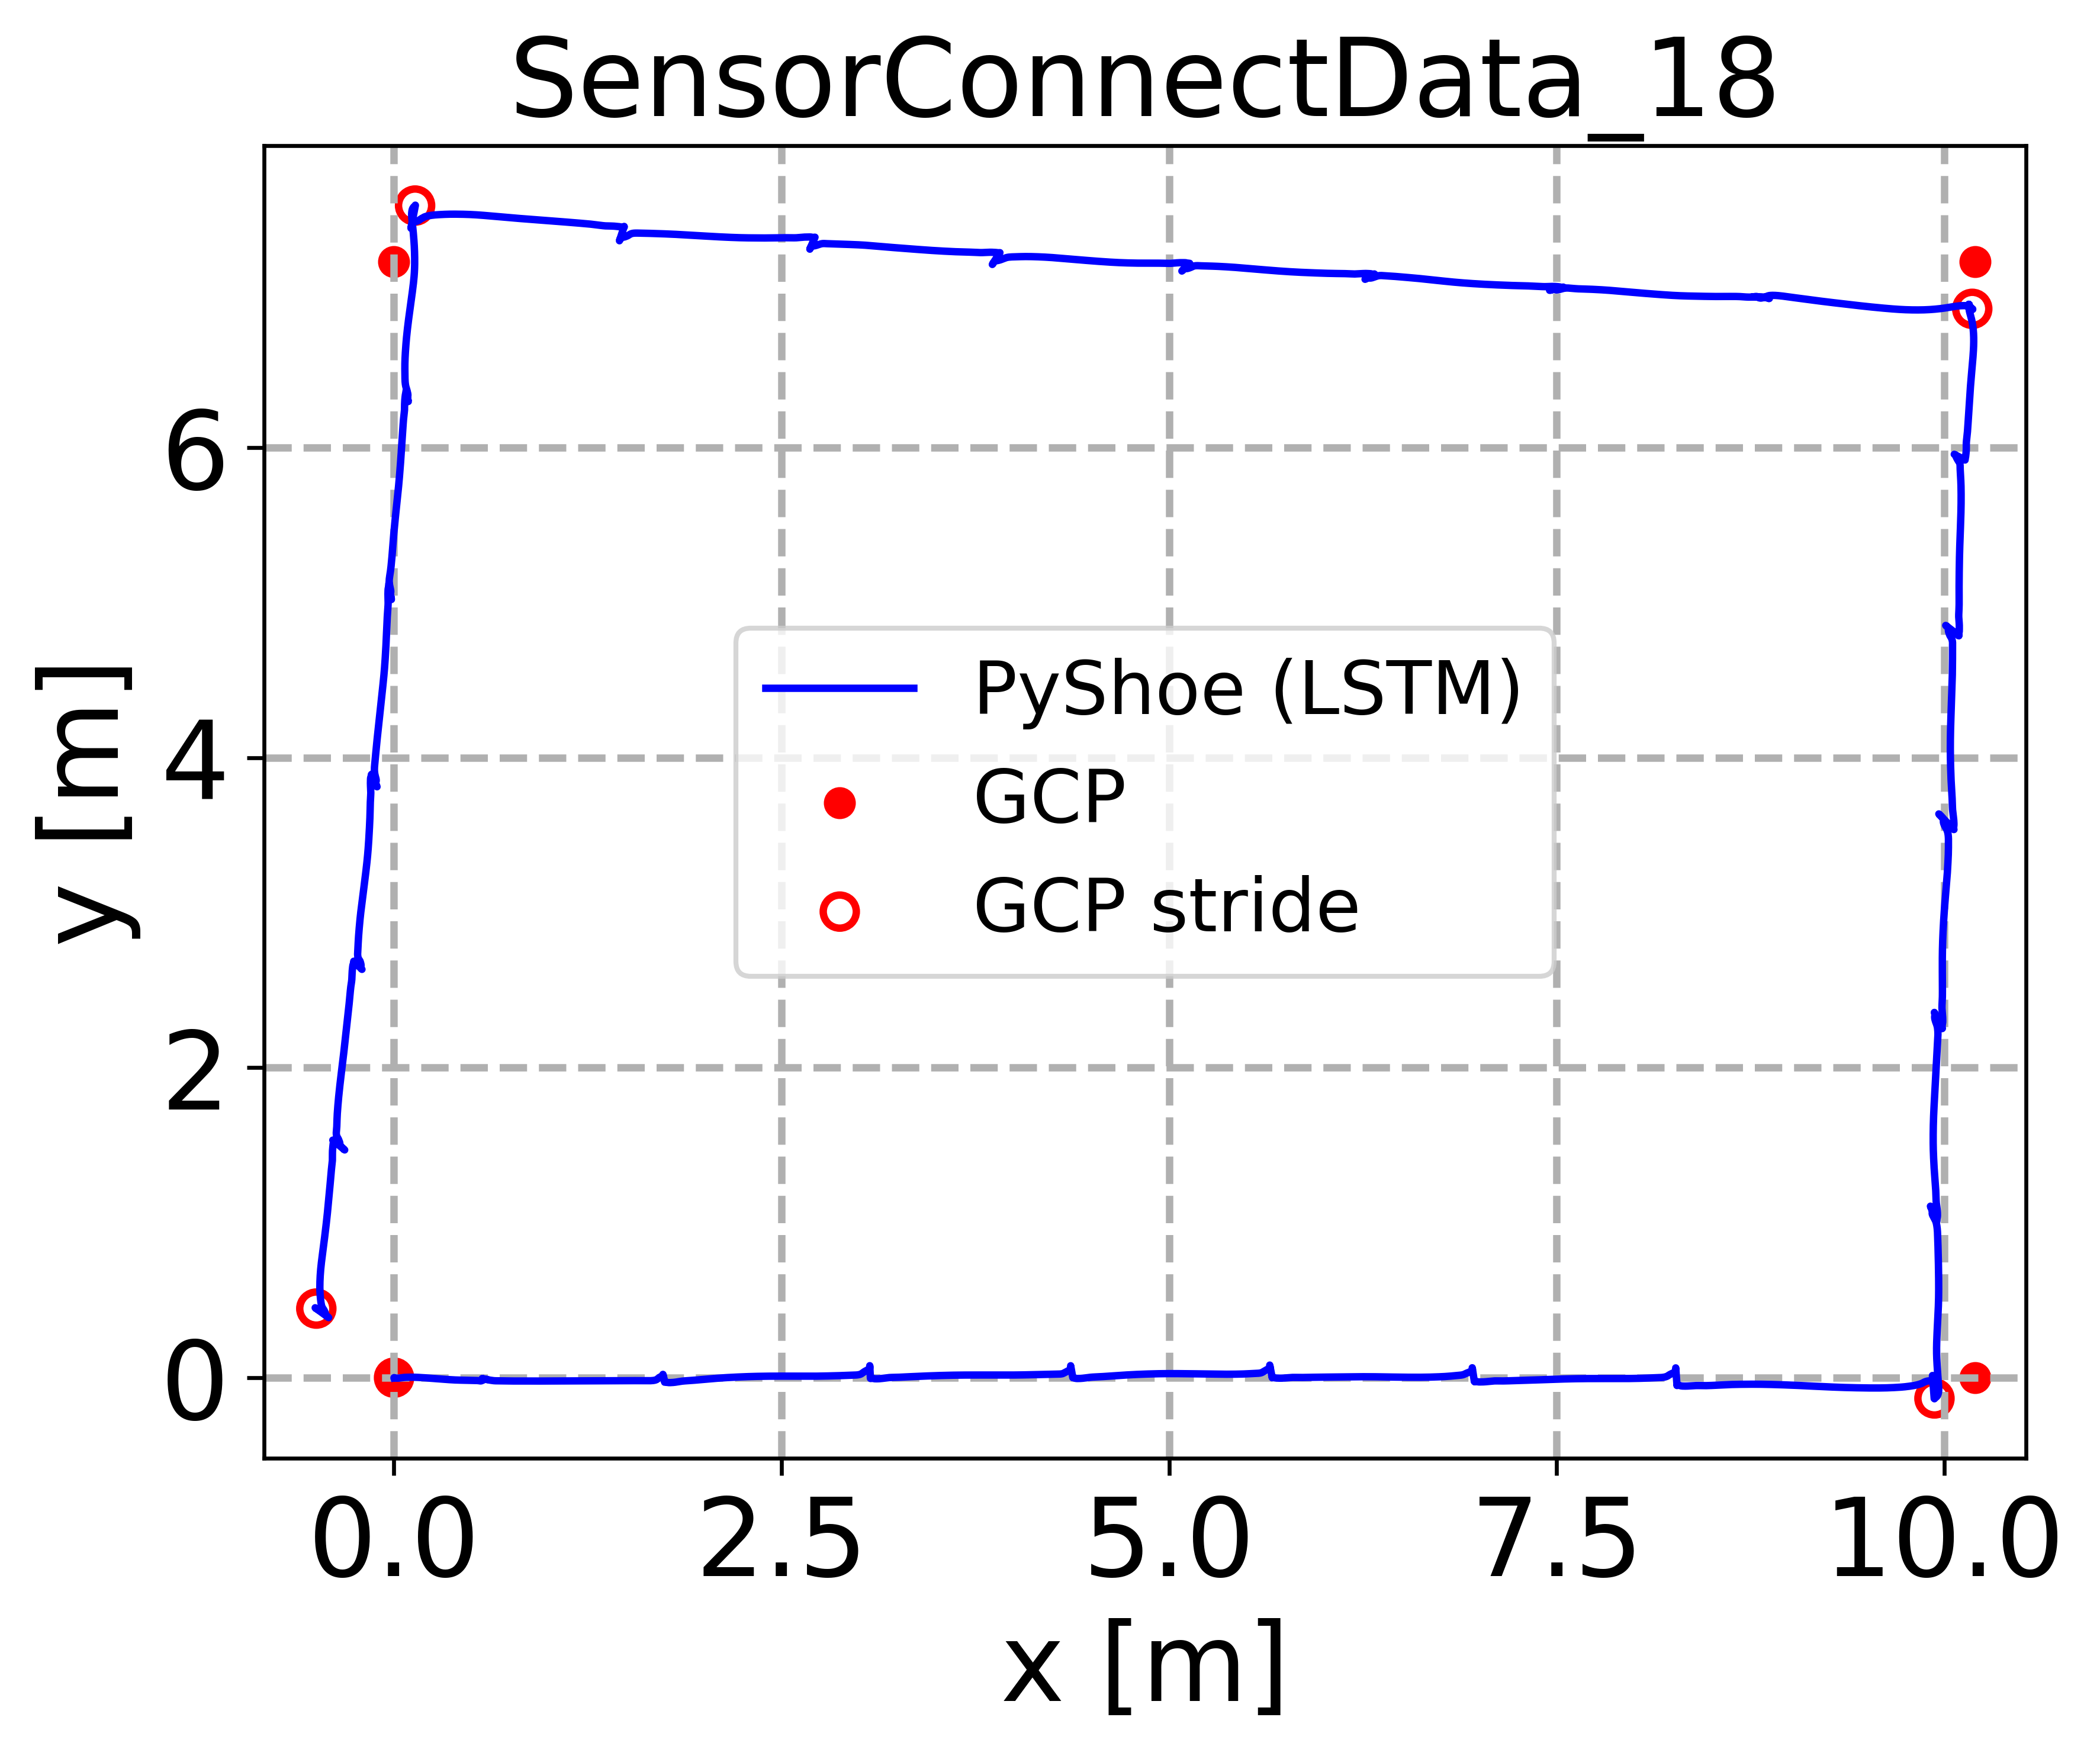 SensorConnectData_18
y [m]
6
4
2
0
PyShoe (LSTM)
GCP
GCP stride
0.0 2.5 5.0 7.5 10.0
x [m]